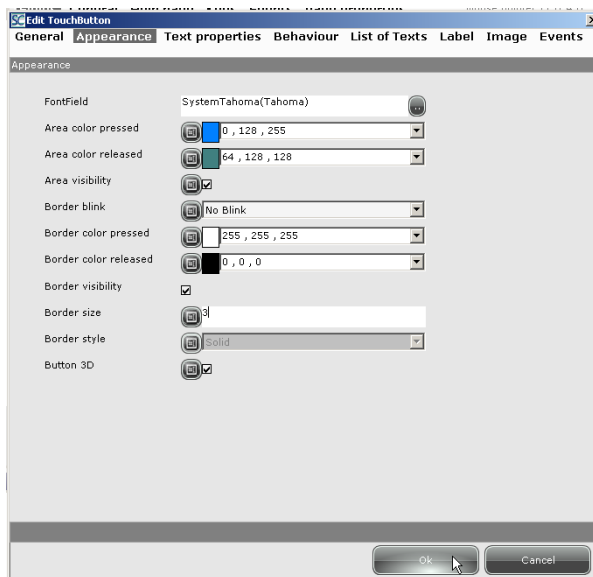 SC Edit TouchButton
General Appearance Text properties Behaviour List of Texts Label Image Events
Appearance
FontField SystemTahoma(Tahoma) ..
Area color pressed 0 , 128 , 255
Area color released 64 , 128 , 128
Area visibility
Border blink No Blink
Border color pressed 255 , 255 , 255
Border color released 0 , 0 , 0
Border visibility
Border size 3
Border style Solid
Button 3D
Ok Cancel